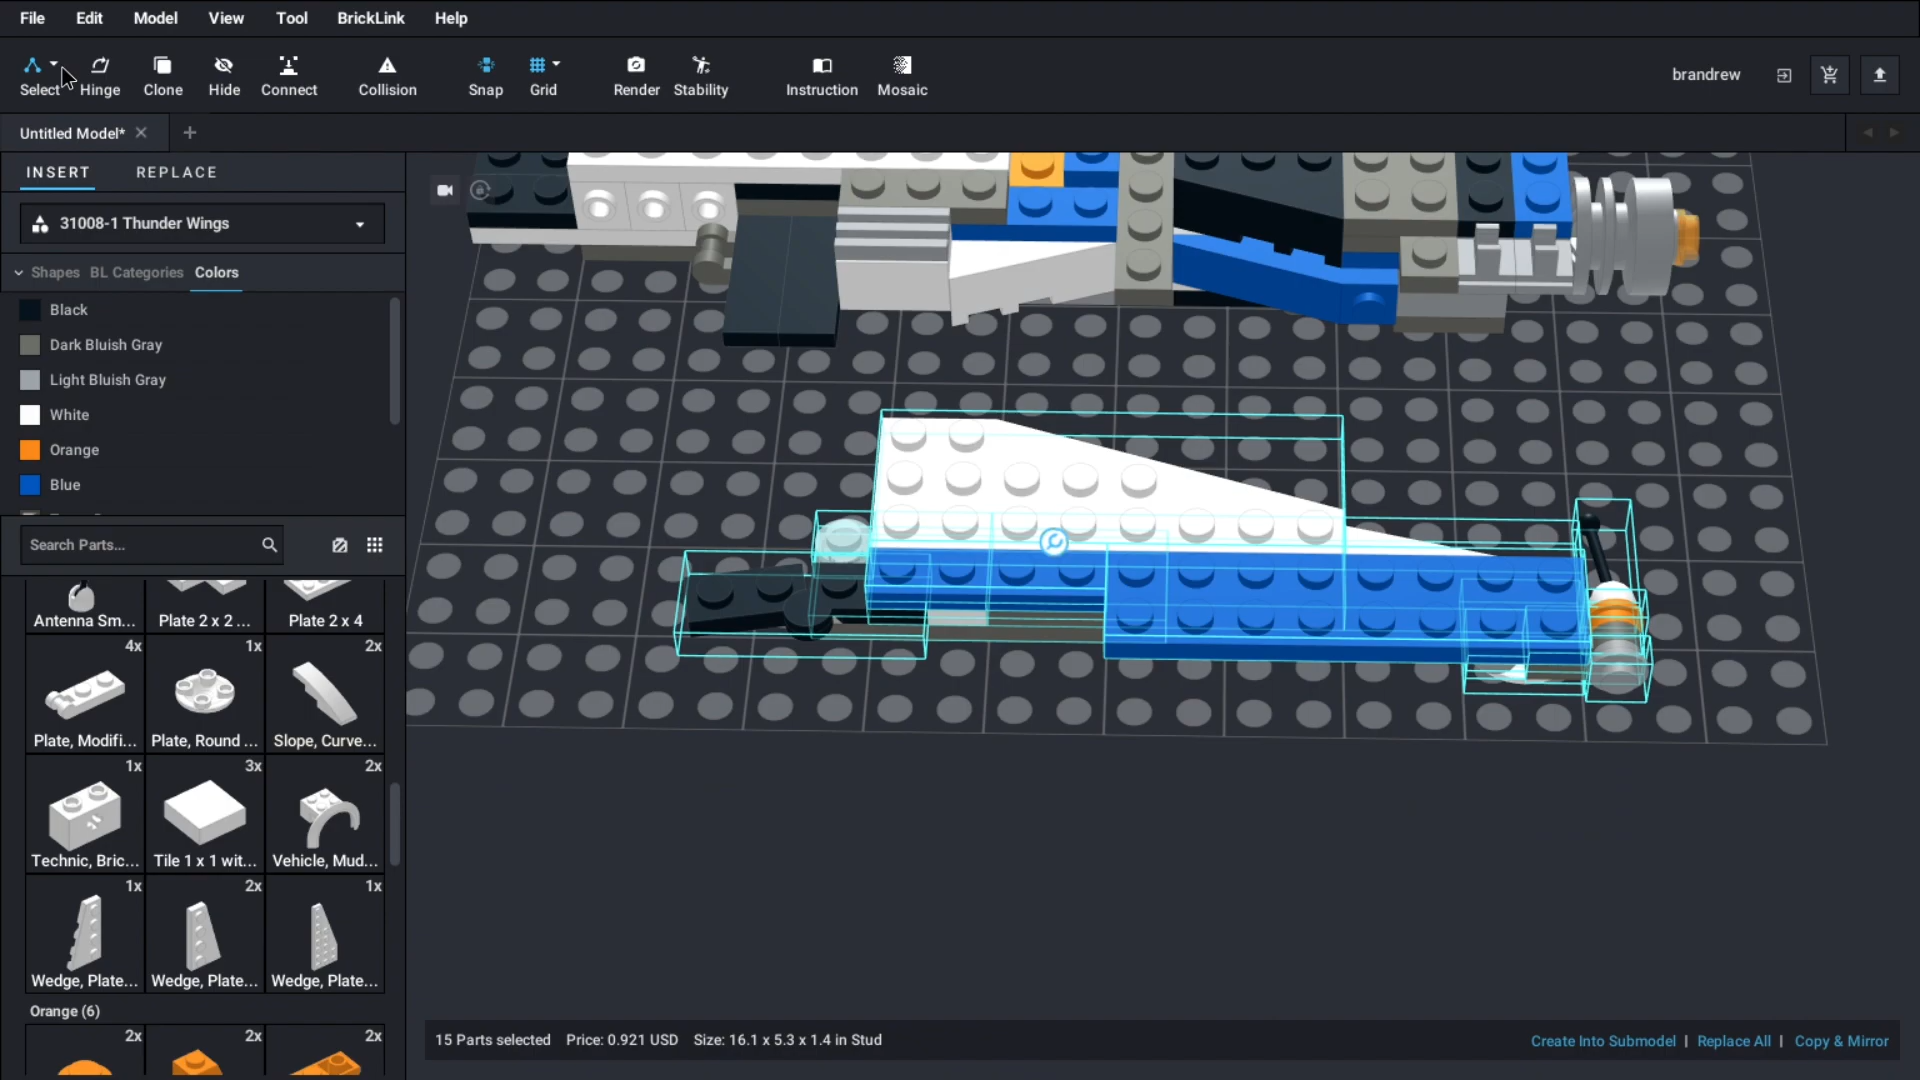 File Edit Model View Tool BrickLink Help
Select Hinge Clone Hide Connect Collision Snap Grid Render Stability Instruction Mosaic
brandrew
Untitled Model*
INSERT REPLACE
31008-1 Thunder Wings
Shapes BL Categories Colors
Black
Dark Bluish Gray
Light Bluish Gray
White
Orange
Blue
Search Parts...
Antenna Sm... Plate 2 x 2 ... Plate 2 x 4
4x 1x 2x
Plate, Modifi... Plate, Round ... Slope, Curve...
1x 3x 2x
Technic, Bric... Tile 1 x 1 wit... Vehicle, Mud...
1x 2x 1x
Wedge, Plate... Wedge, Plate... Wedge, Plate...
Orange (6)
2x 2x 2x
15 Parts selected Price: 0.921 USD Size: 16.1 x 5.3 x 1.4 in Stud
Create Into Submodel | Replace All | Copy & Mirror